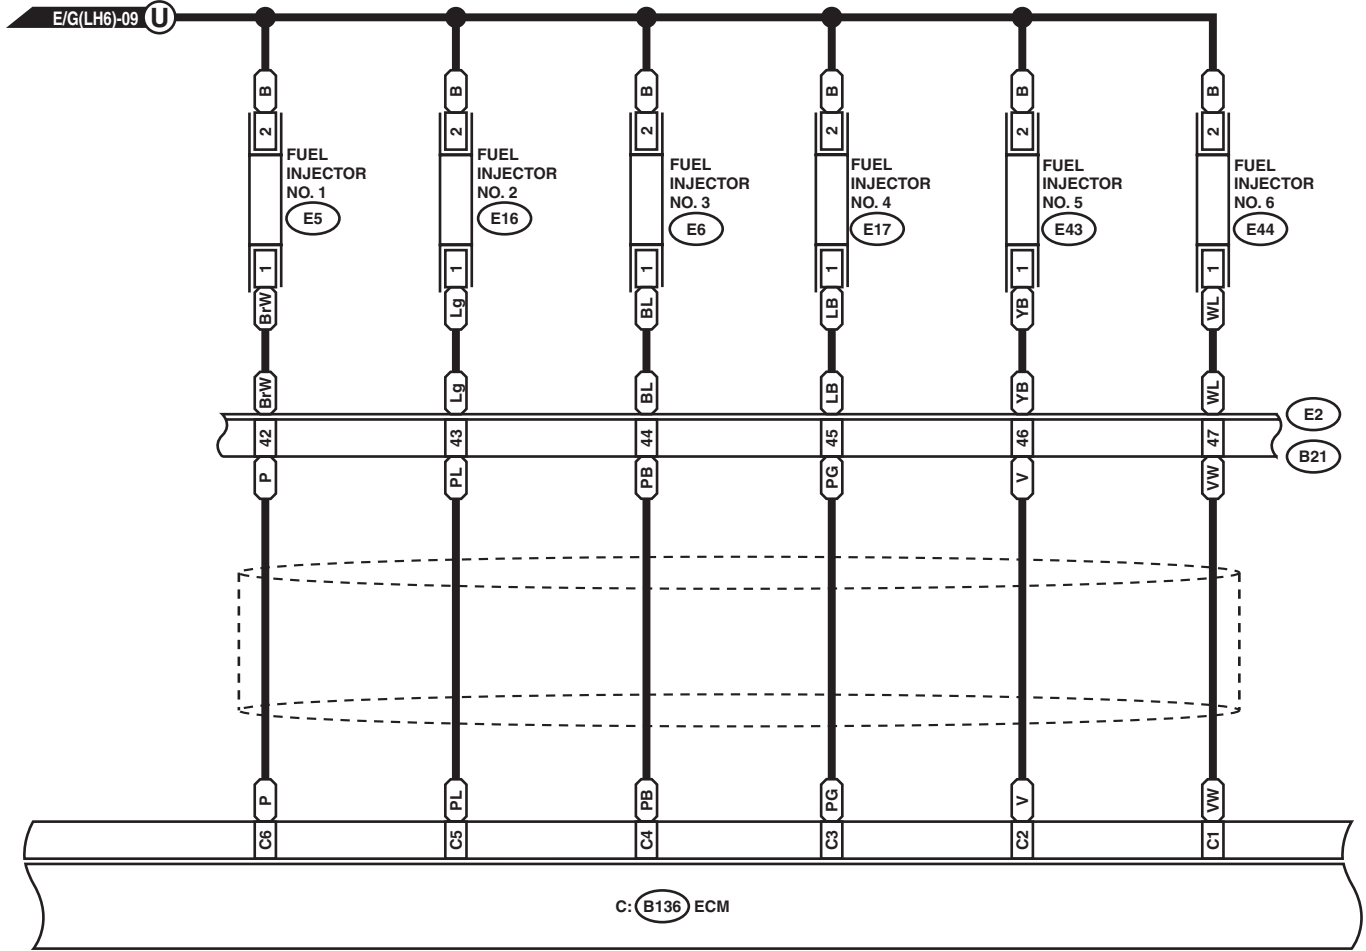 E/G(LH6)-09 U
B B B B B B
2 2 2 2 2 2
FUEL
INJECTOR
NO. 1
E5
FUEL
INJECTOR
NO. 2
E16
FUEL
INJECTOR
NO. 3
E6
FUEL
INJECTOR
NO. 4
E17
FUEL
INJECTOR
NO. 5
E43
FUEL
INJECTOR
NO. 6
E44
1 1 1 1 1 1
BrW Lg BL LB YB WL
BrW Lg BL LB YB WL
E2
42 43 44 45 46 47
B21
P PL PB PG V VW
P PL PB PG V VW
C6 C5 C4 C3 C2 C1
C: B136 ECM